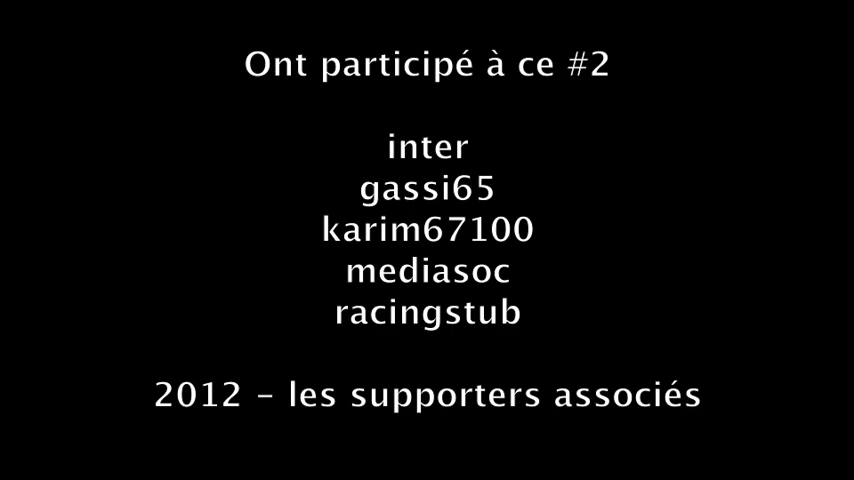 Ont participé à ce #2
inter
gassi65
karim67100
mediasoc
racingstub
2012 – les supporters associés